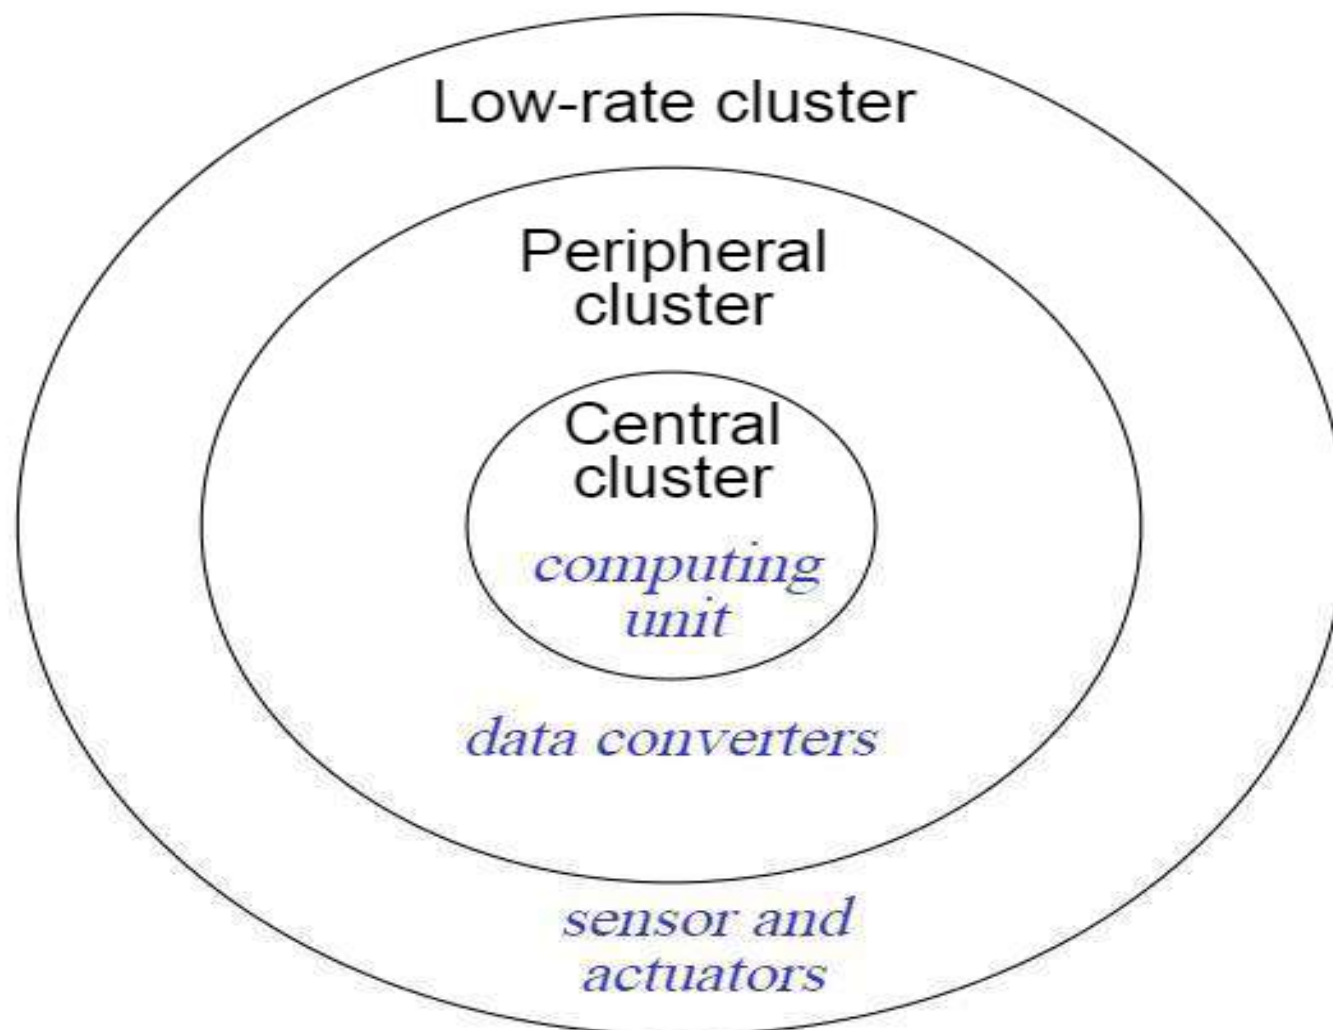 Low-rate cluster
Peripheral
cluster
Central
cluster
computing
unit
data converters
sensor and
actuators